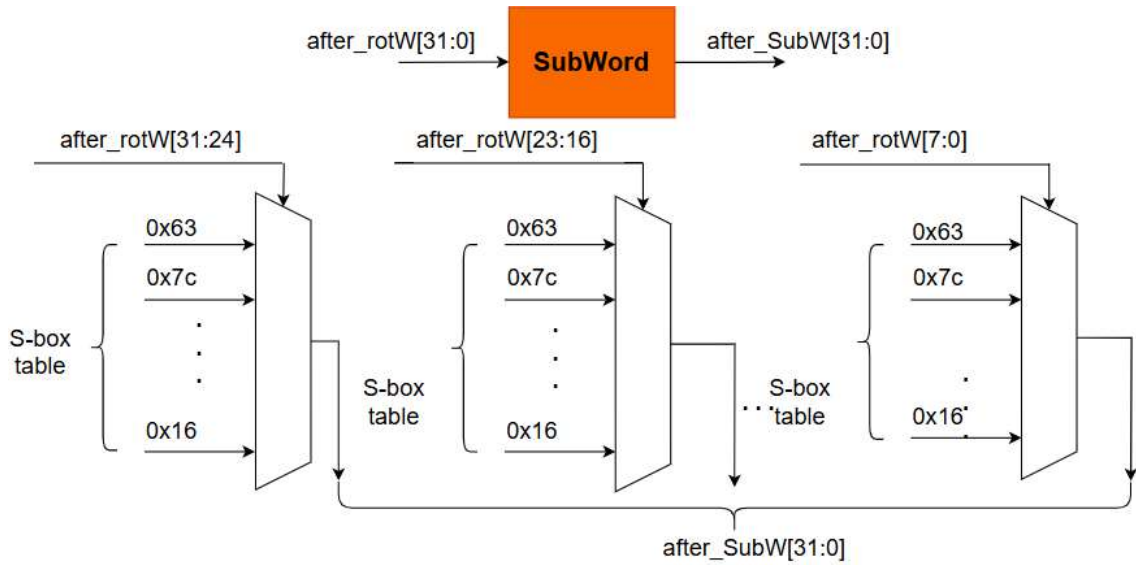 after_rotW[31:0]
SubWord
after_SubW[31:0]
after_rotW[31:24]
after_rotW[23:16]
after_rotW[7:0]
0x63
0x7c
.
.
.
0x16
S-box
table
0x63
0x7c
.
.
.
0x16
S-box
table
...
0x63
0x7c
.
.
.
0x16
S-box
table
after_SubW[31:0]